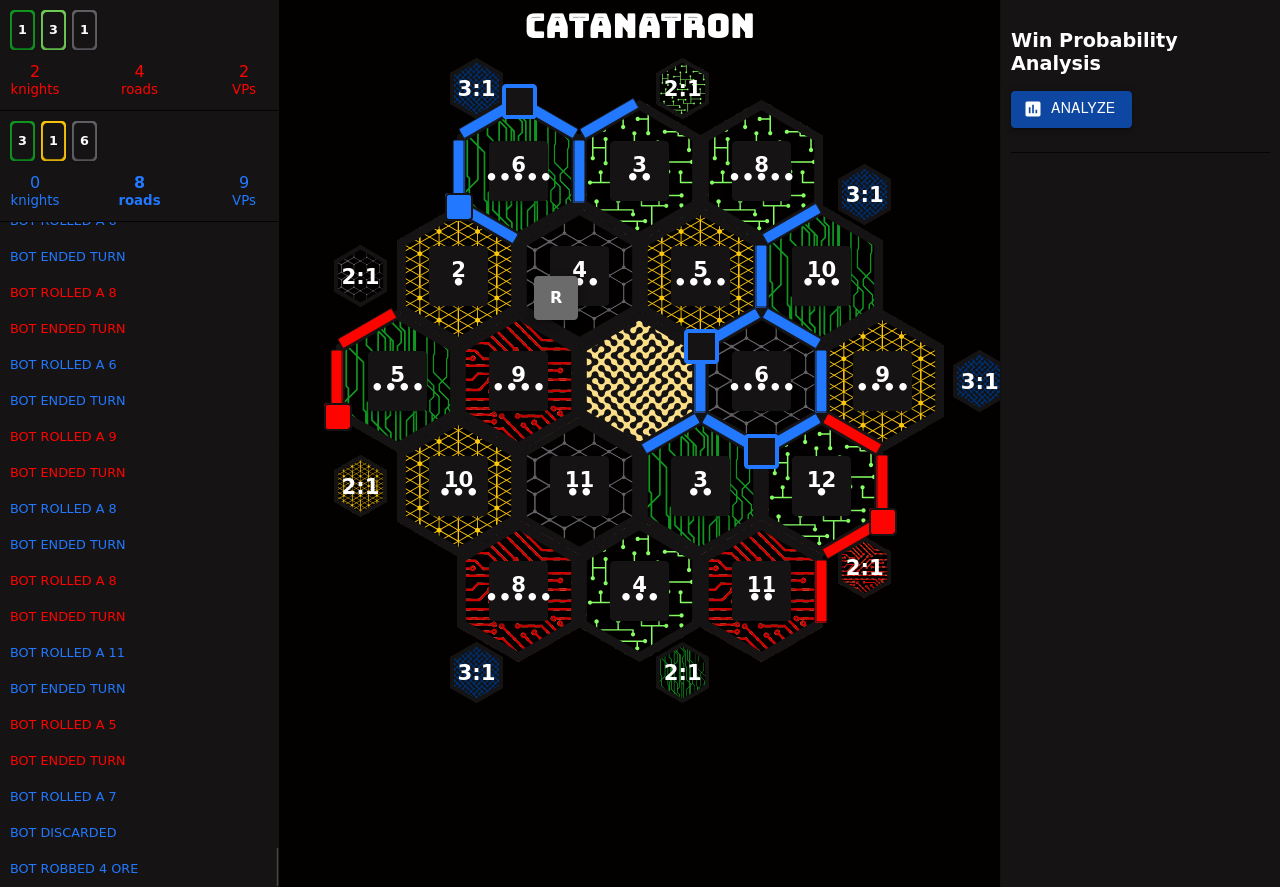 1 3 1
2 4 2
knights roads VPs
3 1 6
0 8 9
knights roads VPs
BOT ENDED TURN
BOT ROLLED A 8
BOT ENDED TURN
BOT ROLLED A 6
BOT ENDED TURN
BOT ROLLED A 9
BOT ENDED TURN
BOT ROLLED A 8
BOT ENDED TURN
BOT ROLLED A 8
BOT ENDED TURN
BOT ROLLED A 11
BOT ENDED TURN
BOT ROLLED A 5
BOT ENDED TURN
BOT ROLLED A 7
BOT DISCARDED
BOT ROBBED 4 ORE
CATANATRON
3:1 2:1
6 3 8
3:1
2:1 2 4 5 10
R
5 9 6 9 3:1
2:1 10 11 3 12
2:1
8 4 11
3:1 2:1
Win Probability
Analysis
ANALYZE